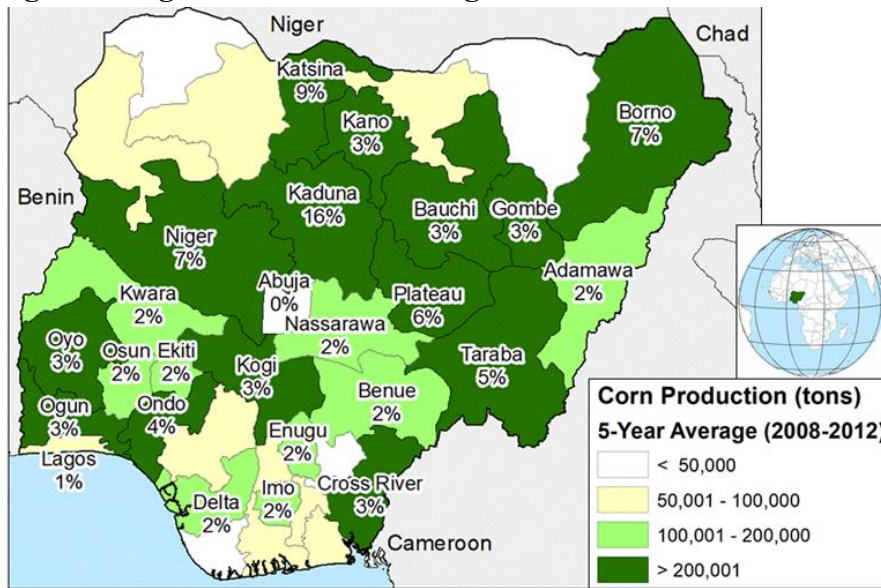 Niger
Chad
Katsina
9%
Borno
7%
Kano
3%
Benin
Kaduna
16%
Bauchi
3%
Gombe
3%
Niger
7%
Adamawa
2%
Abuja
0%
Kwara
2%
Plateau
6%
Nassarawa
2%
Oyo
3%
Osun
2%
Ekiti
2%
Kogi
3%
Taraba
5%
Benue
2%
Ogun
3%
Ondo
4%
Enugu
2%
Lagos
1%
Delta
2%
Imo
2%
Cross River
3%
Cameroon
Corn Production (tons)
5-Year Average (2008-2012)
< 50,000
50,001 - 100,000
100,001 - 200,000
> 200,001